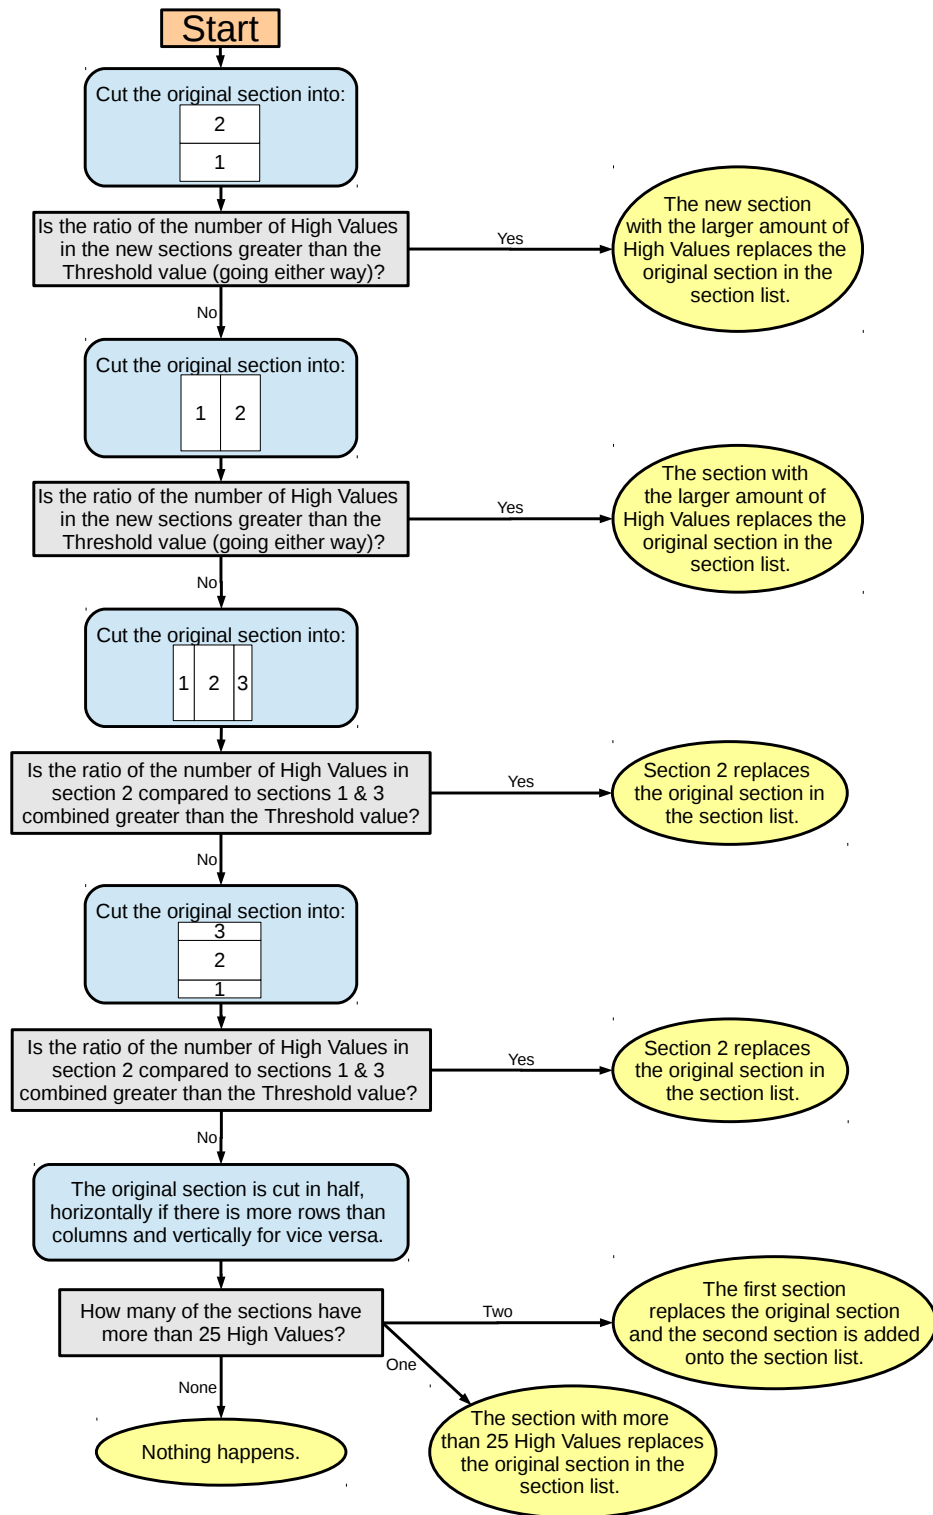 Start
Cut the original section into:
2
1
Is the ratio of the number of High Values
in the new sections greater than the
Threshold value (going either way)?
Yes
The new section
with the larger amount of
High Values replaces the
original section in the
section list.
No
Cut the original section into:
1 2
Is the ratio of the number of High Values
in the new sections greater than the
Threshold value (going either way)?
Yes
The section with
the larger amount of
High Values replaces the
original section in the
section list.
No
Cut the original section into:
1 2 3
Is the ratio of the number of High Values in
section 2 compared to sections 1 & 3
combined greater than the Threshold value?
Yes
Section 2 replaces
the original section in
the section list.
No
Cut the original section into:
3
2
1
Is the ratio of the number of High Values in
section 2 compared to sections 1 & 3
combined greater than the Threshold value?
Yes
Section 2 replaces
the original section in
the section list.
No
The original section is cut in half,
horizontally if there is more rows than
columns and vertically for vice versa.
How many of the sections have
more than 25 High Values?
Two
The first section
replaces the original section
and the second section is added
onto the section list.
One
The section with more
than 25 High Values replaces
the original section in the
section list.
None
Nothing happens.